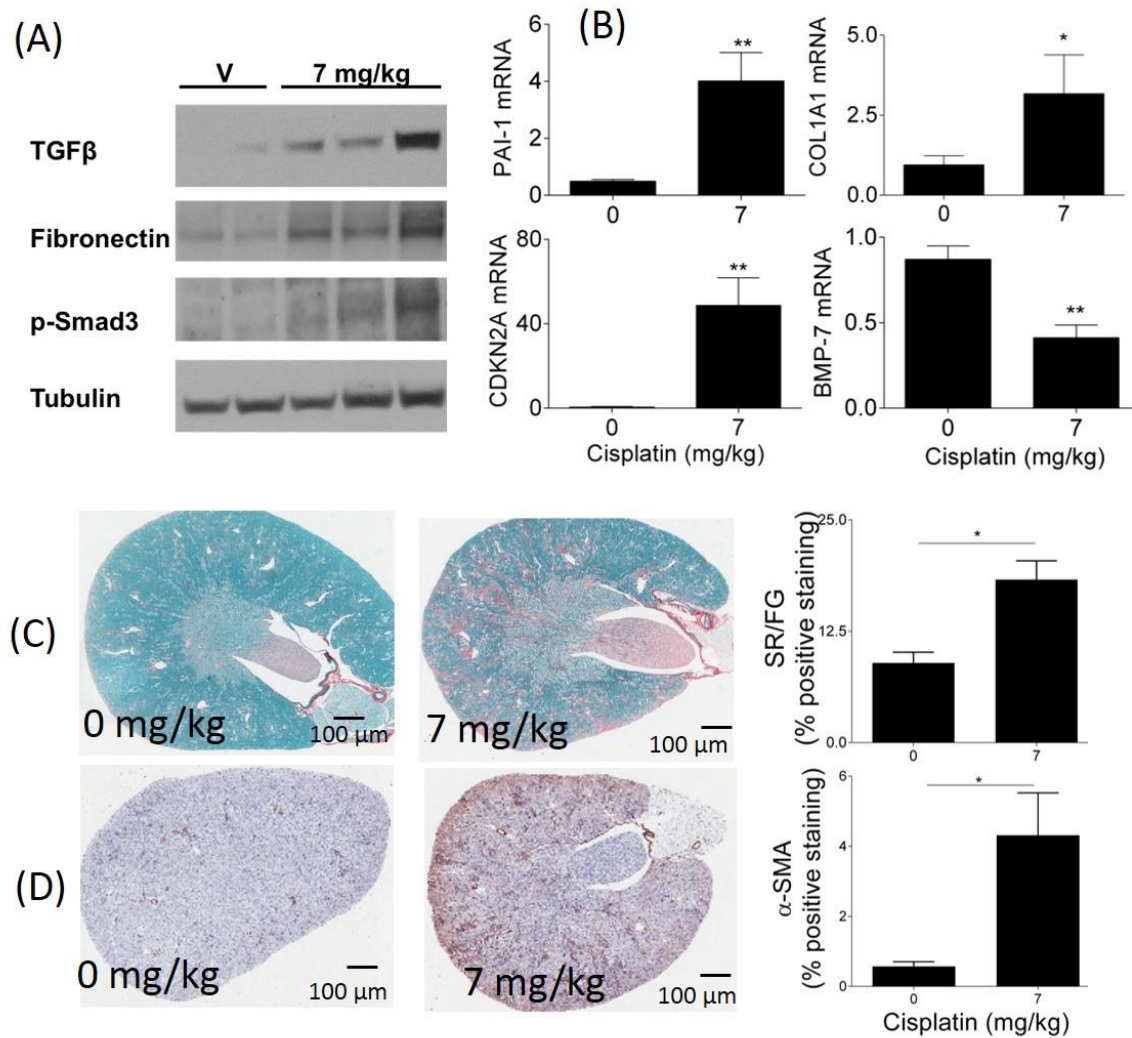 (A)
V 7 mg/kg
TGFβ
Fibronectin
p-Smad3
Tubulin
(B)
PAI-1 mRNA
6
4
2
0
**
0 7
COL1A1 mRNA
5.0
2.5
0.0
*
0 7
CDKN2A mRNA
80
40
0
**
0 7
Cisplatin (mg/kg)
BMP-7 mRNA
1.0
0.5
0.0
**
0 7
Cisplatin (mg/kg)
(C)
0 mg/kg
100 µm
7 mg/kg
100 µm
SR/FG
(% positive staining)
25.0
12.5
0.0
*
0 7
(D)
0 mg/kg
100 µm
7 mg/kg
100 µm
α-SMA
(% positive staining)
6
4
2
0
*
0 7
Cisplatin (mg/kg)